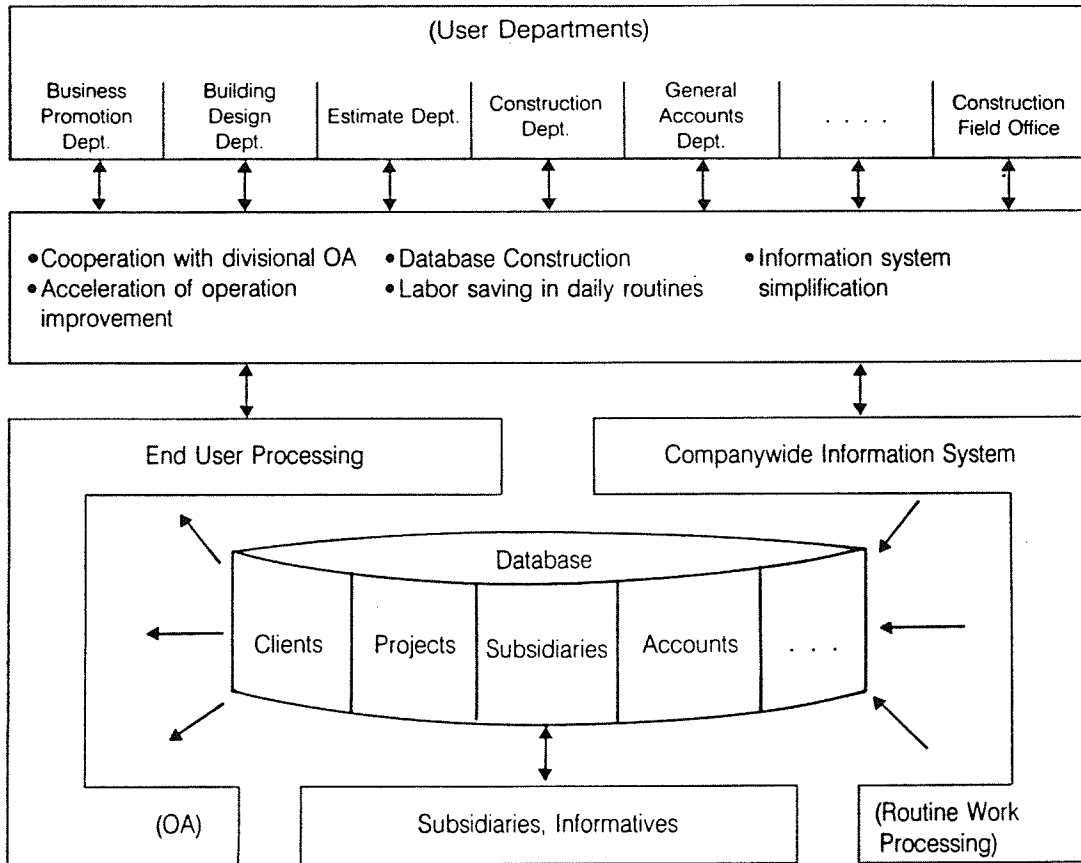 (User Departments)
Business
Promotion
Dept.
Building
Design
Dept.
Estimate Dept.
Construction
Dept.
General
Accounts
Dept.
. . . .
Construction
Field Office
• Cooperation with divisional OA
• Acceleration of operation
improvement
• Database Construction
• Labor saving in daily routines
• Information system
simplification
End User Processing
Companywide Information System
Database
Clients
Projects
Subsidiaries
Accounts
. . .
(OA)
Subsidiaries, Informatives
(Routine Work
Processing)